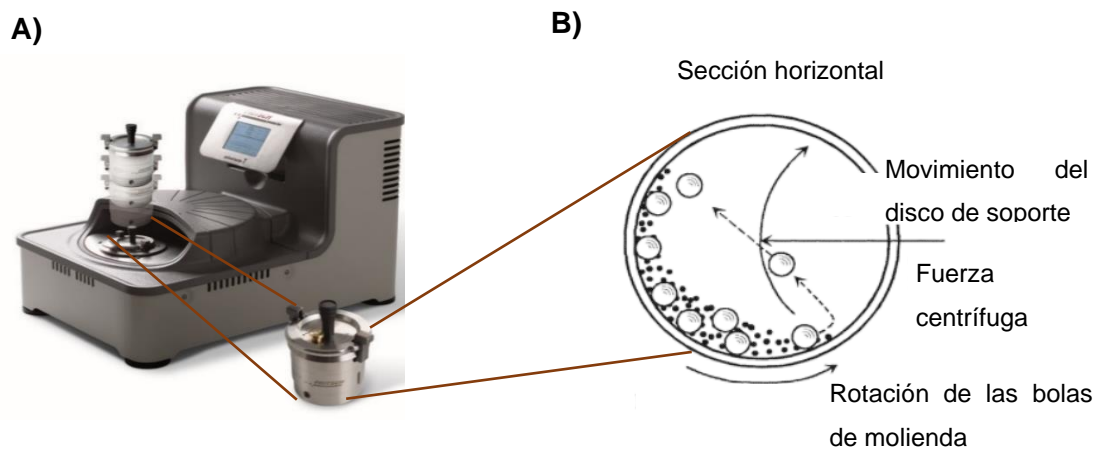 A)
B)
Sección horizontal
Movimiento del
disco de soporte
Fuerza
centrífuga
Rotación de las bolas
de molienda